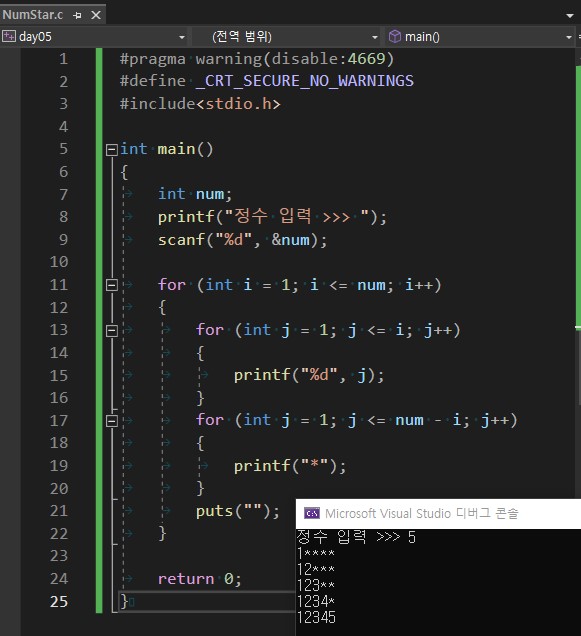 NumStar.c
day05 (전역 범위) main()
1 #pragma warning(disable:4669)
2 #define _CRT_SECURE_NO_WARNINGS
3 #include<stdio.h>
4
5 int main()
6 {
7 int num;
8 printf("정수 입력 >>> ");
9 scanf("%d", &num);
10
11 for (int i = 1; i <= num; i++)
12 {
13 for (int j = 1; j <= i; j++)
14 {
15 printf("%d", j);
16 }
17 for (int j = 1; j <= num - i; j++)
18 {
19 printf("*");
20 }
21 puts("");
22 }
23
24 return 0;
25 }
Microsoft Visual Studio 디버그 콘솔
정수 입력 >>> 5
1****
12***
123**
1234*
12345